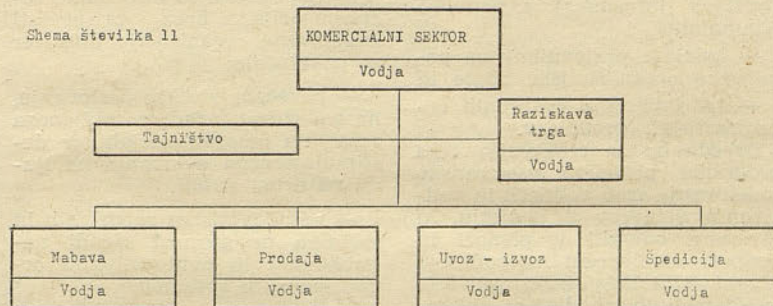 Shema številka 11
KOMERCIALNI SEKTOR
Vodja
Tajništvo
Raziskava
trga
Vodja
Nabava
Vodja
Prodaja
Vodja
Uvoz - izvoz
Vodja
Špedicija
Vodja